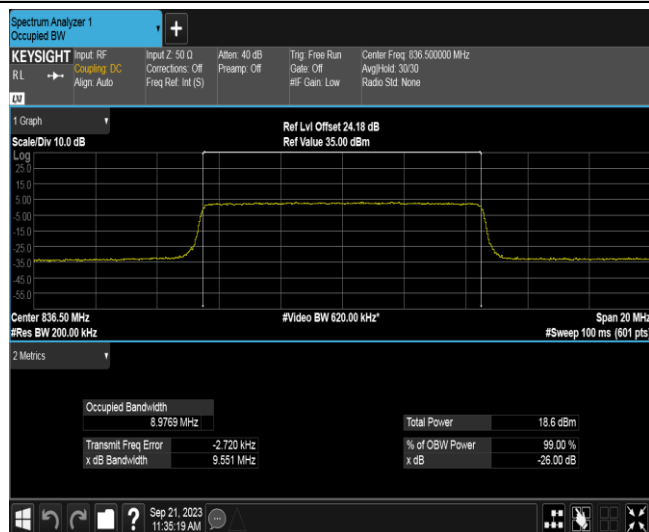 Spectrum Analyzer 1
Occupied BW
+
KEYSIGHT Input: RF Input Z: 50 Ω Atten: 40 dB Trig: Free Run Center Freq: 836.500000 MHz
RL Coupling: DC Corrections: Off Preamp: Off Gate: Off Avg|Hold: 30/30
Align: Auto Freq Ref: Int (S) #IF Gain: Low Radio Std: None
LXI
1 Graph
Ref Lvl Offset 24.18 dB
Scale/Div 10.0 dB Ref Value 35.00 dBm
Log
25.0
15.0
5.00
-5.00
-15.0
-25.0
-35.0
-45.0
-55.0
Center 836.50 MHz #Video BW 620.00 kHz* Span 20 MHz
#Res BW 200.00 kHz #Sweep 100 ms (601 pts)
2 Metrics
Occupied Bandwidth
8.9769 MHz Total Power 18.6 dBm
Transmit Freq Error -2.720 kHz % of OBW Power 99.00 %
x dB Bandwidth 9.551 MHz x dB -26.00 dB
? Sep 21, 2023
11:35:19 AM